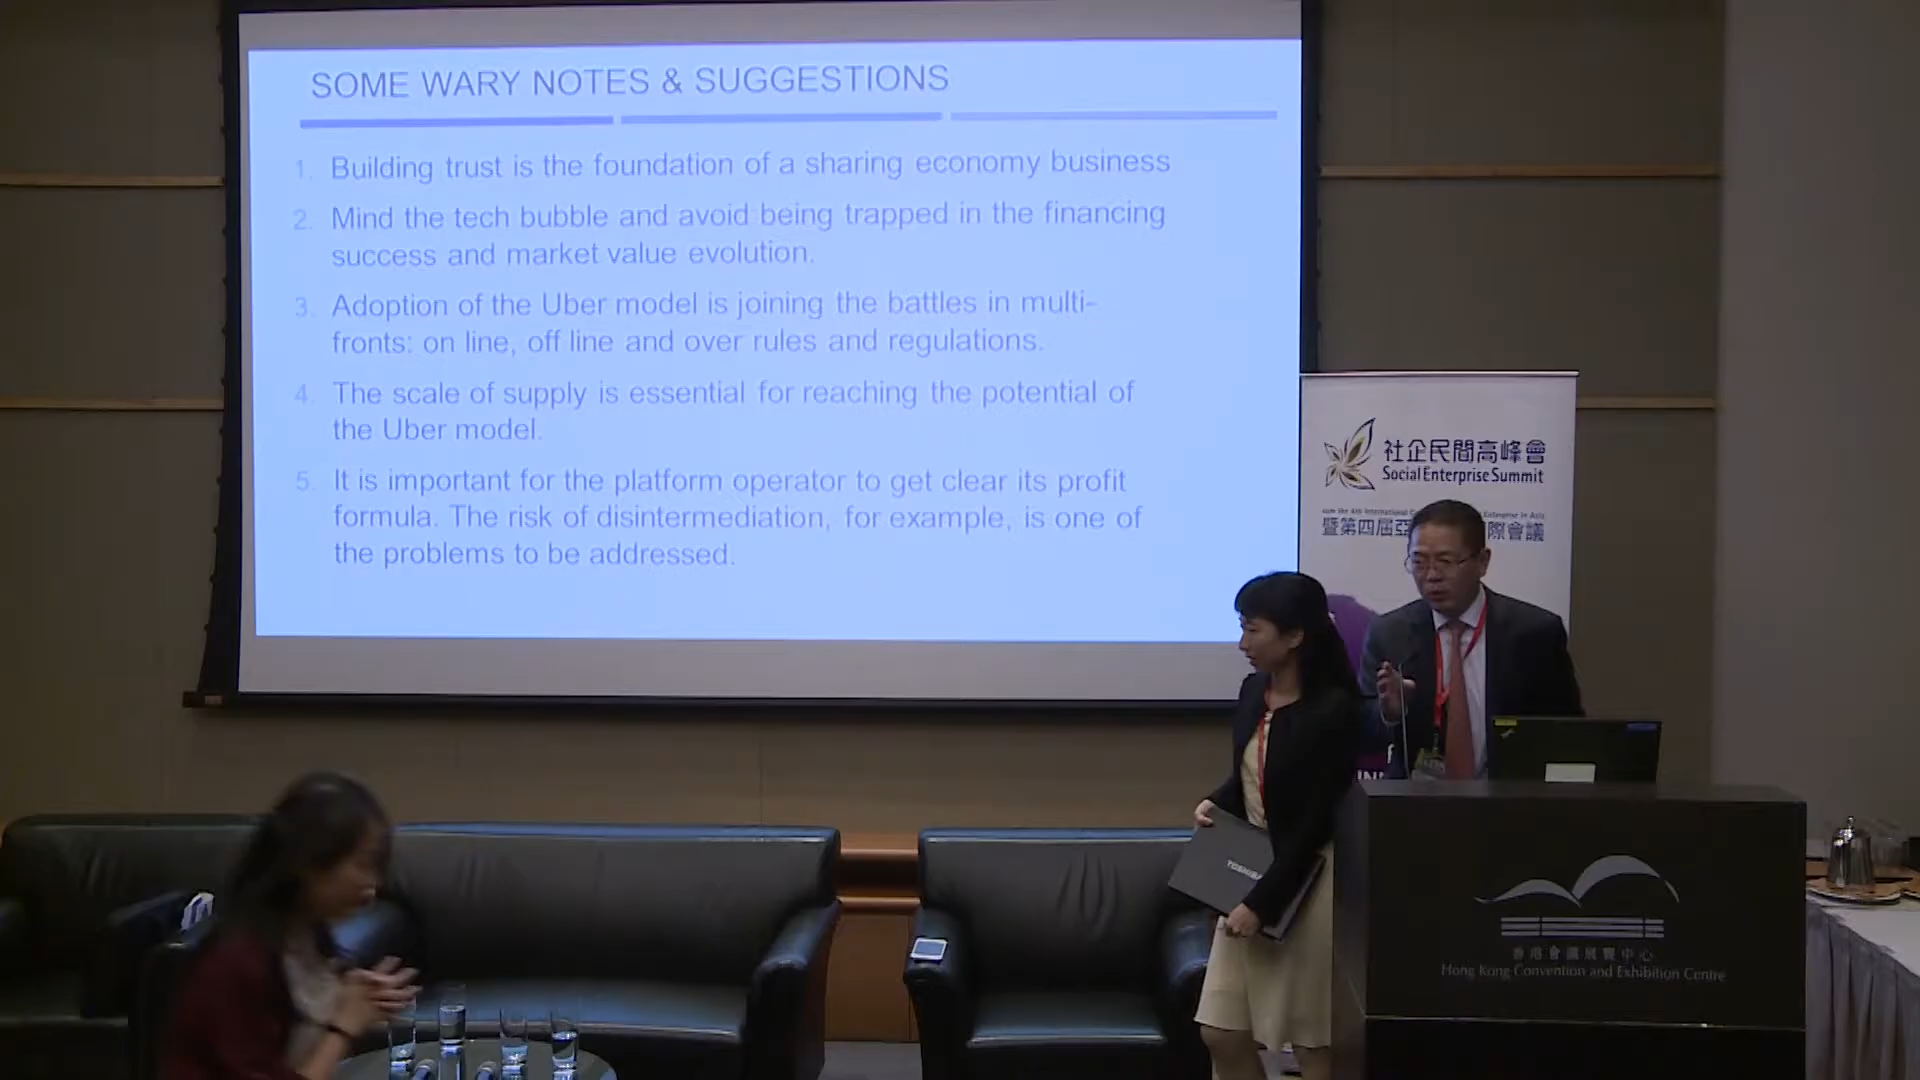 SOME WARY NOTES & SUGGESTIONS
1. Building trust is the foundation of a sharing economy business
2. Mind the tech bubble and avoid being trapped in the financing
success and market value evolution.
3. Adoption of the Uber model is joining the battles in multi-
fronts: on line, off line and over rules and regulations.
4. The scale of supply is essential for reaching the potential of
the Uber model.
5. It is important for the platform operator to get clear its profit
formula. The risk of disintermediation, for example, is one of
the problems to be addressed.
社企民間高峰會
Social Enterprise Summit
Enterprise in Asia
暨第四屆亞 際會議
TOSHIBA
香港會議展覽中心
Hong Kong Convention and Exhibition Centre